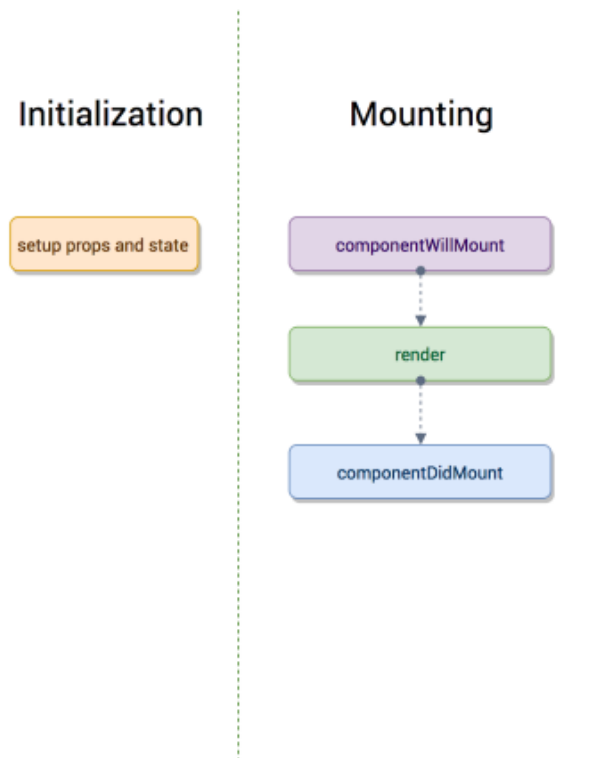 Initialization
Mounting
setup props and state
componentWillMount
render
componentDidMount